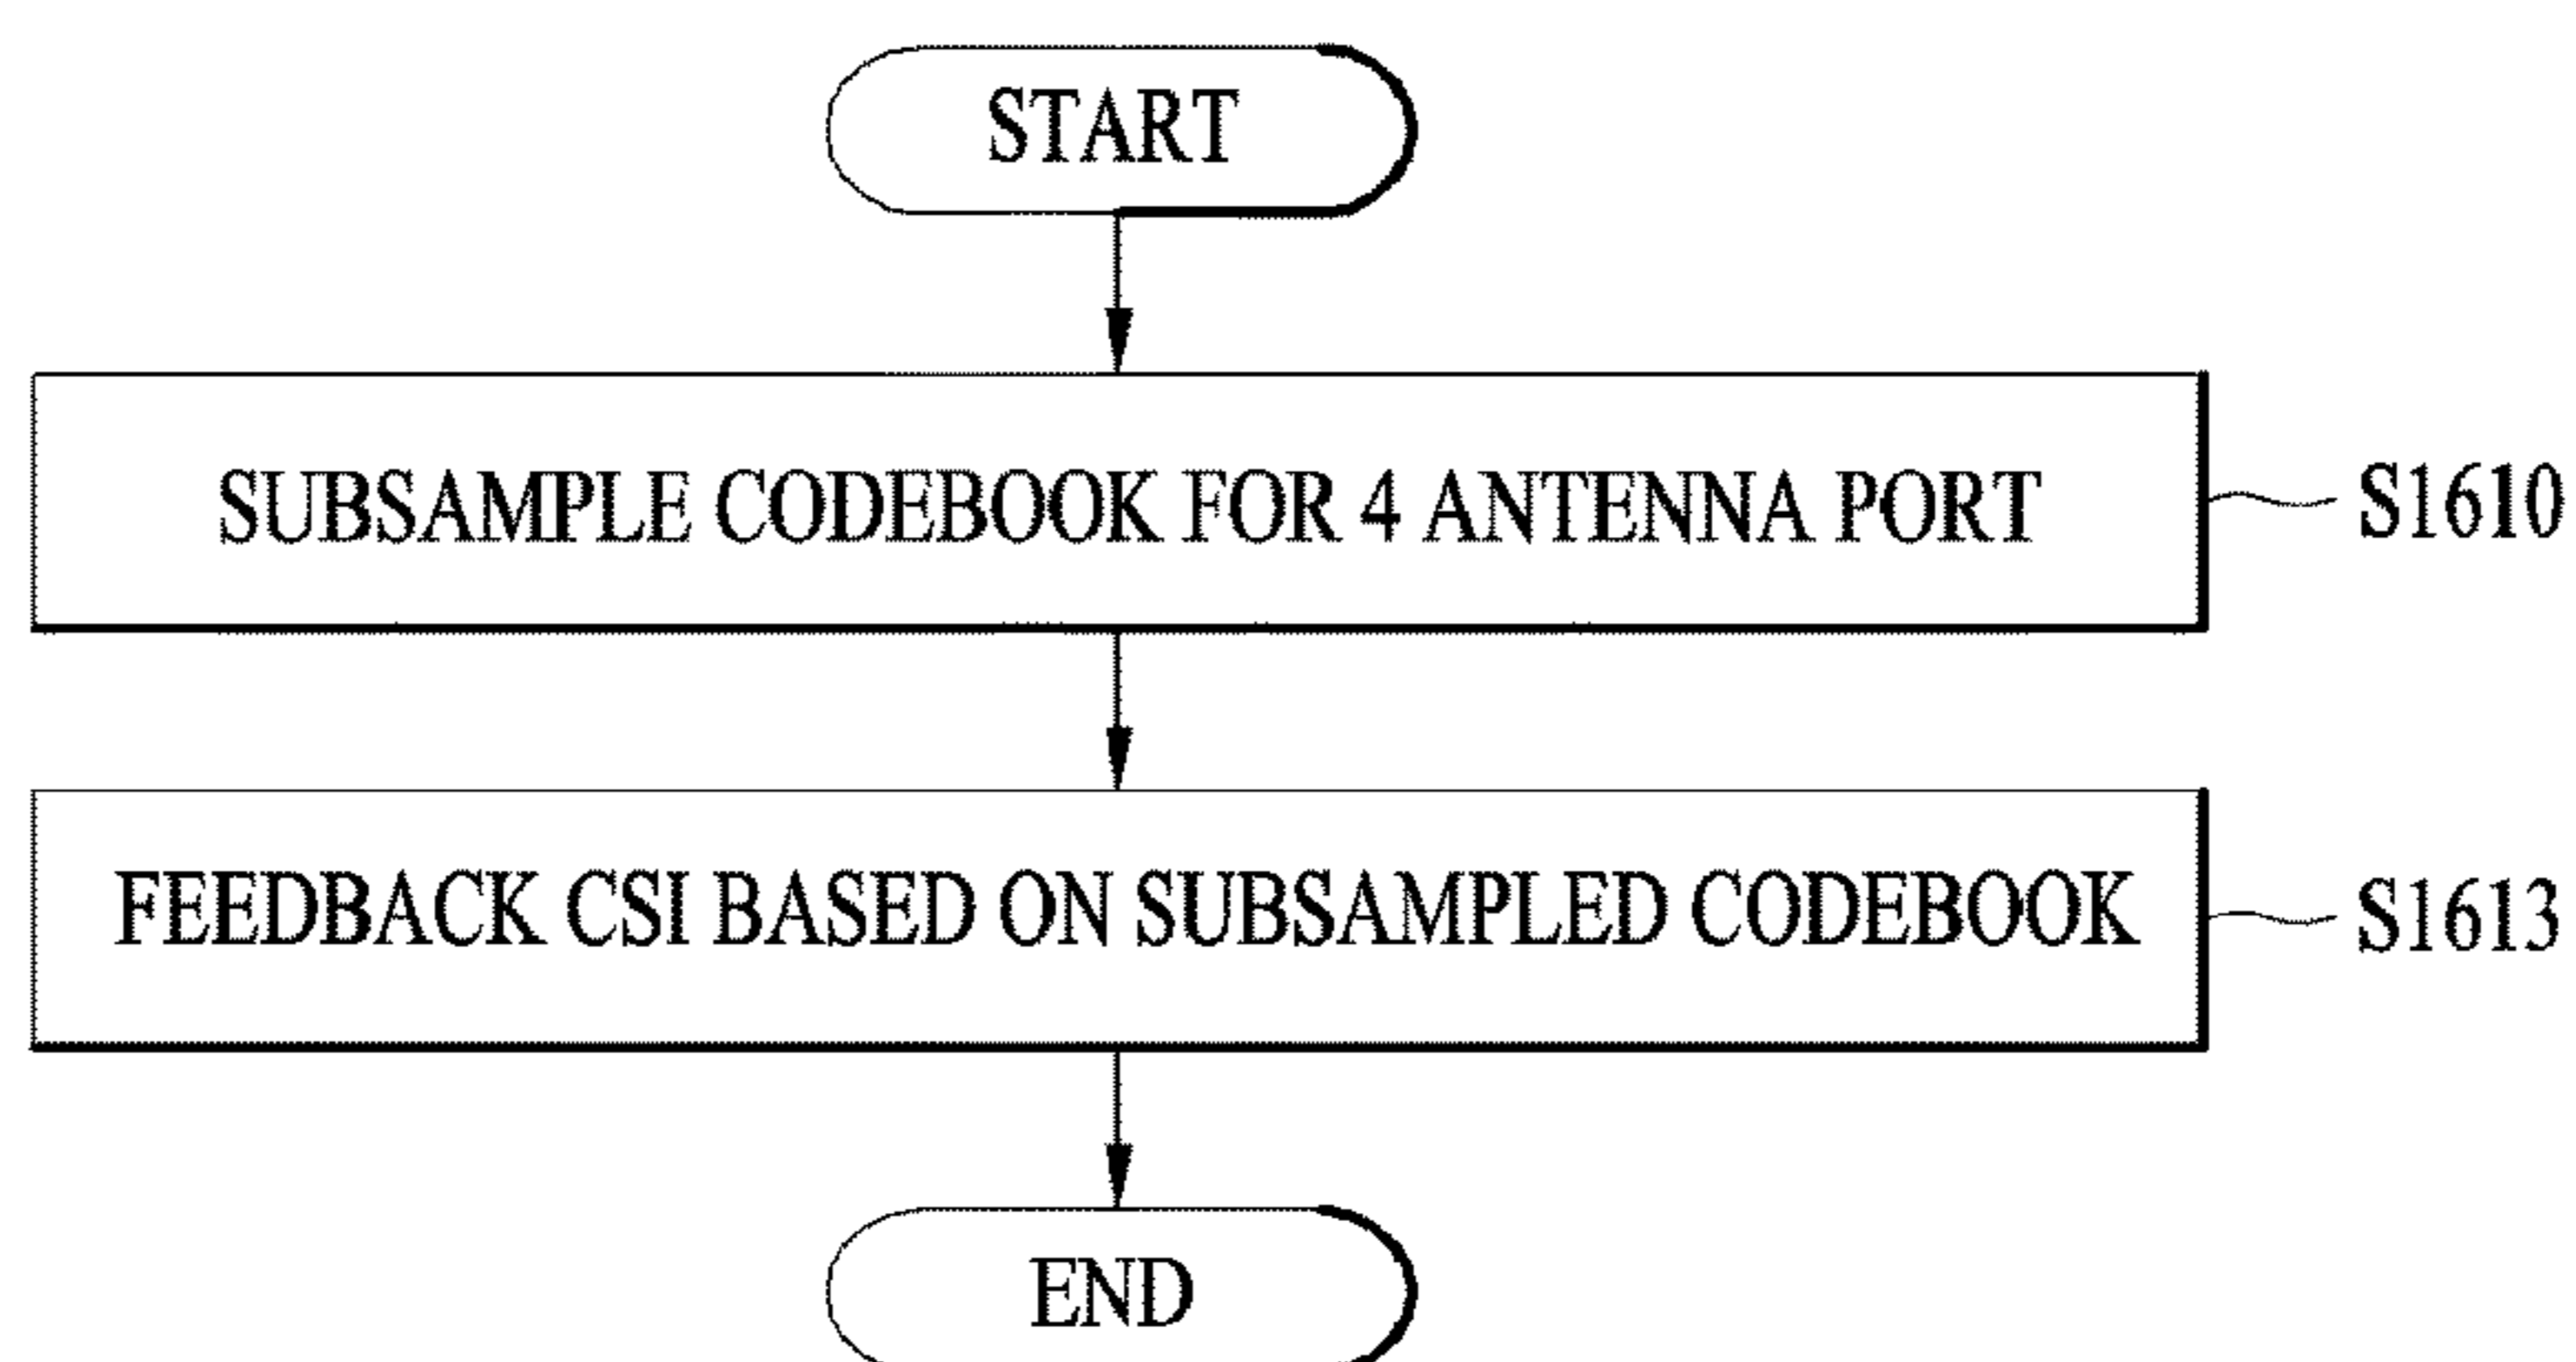 START
SUBSAMPLE CODEBOOK FOR 4 ANTENNA PORT
S1610
FEEDBACK CSI BASED ON SUBSAMPLED CODEBOOK
S1613
END